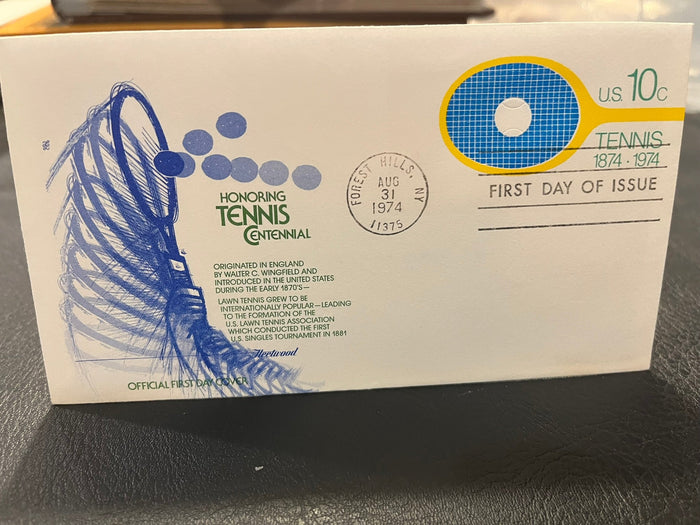 HONORING
TENNIS
CENTENNIAL
ORIGINATED IN ENGLAND
BY WALTER C. WINGFIELD AND
INTRODUCED IN THE UNITED STATES
DURING THE EARLY 1870'S—
LAWN TENNIS GREW TO BE
INTERNATIONALLY POPULAR—LEADING
TO THE FORMATION OF THE
U.S. LAWN TENNIS ASSOCIATION
WHICH CONDUCTED THE FIRST
U.S. SINGLES TOURNAMENT IN 1881
Fleetwood
OFFICIAL FIRST DAY COVER
FOREST HILLS, NY
AUG
31
1974
11375
U.S. 10c
TENNIS
1874 · 1974
FIRST DAY OF ISSUE